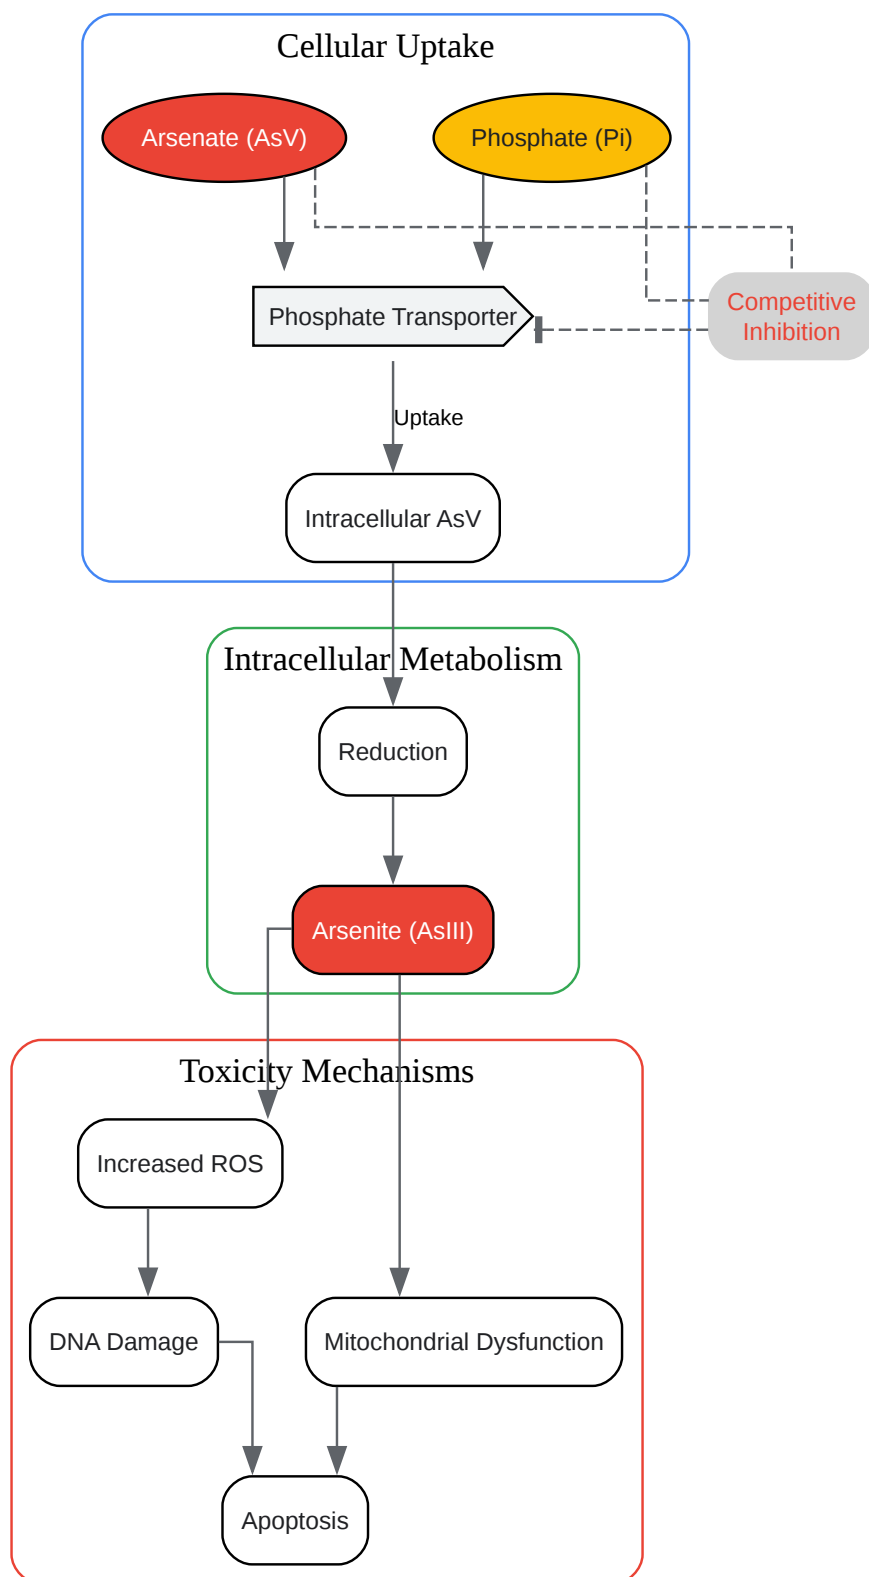 Cellular Uptake
Arsenate (AsV)
Phosphate (Pi)
Phosphate Transporter
Competitive
Inhibition
Uptake
Intracellular AsV
Intracellular Metabolism
Reduction
Arsenite (AsIII)
Toxicity Mechanisms
Increased ROS
DNA Damage
Mitochondrial Dysfunction
Apoptosis